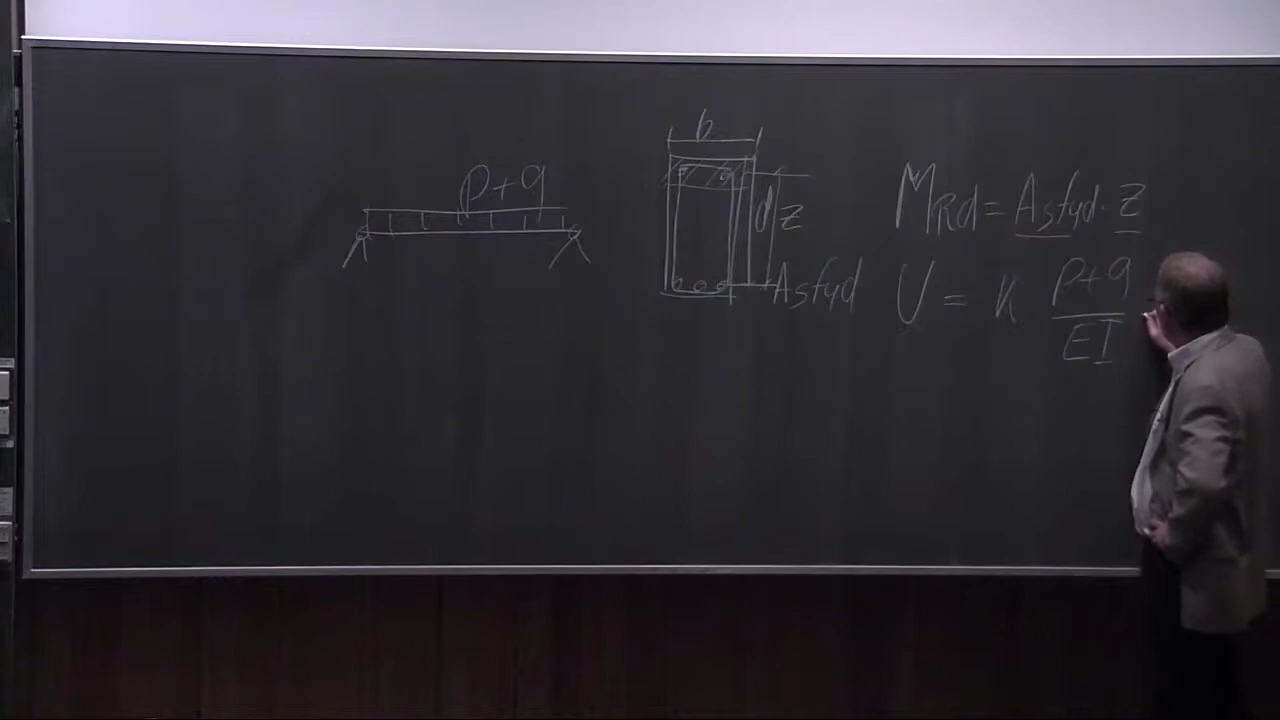 p+q
b
d
z
Asfyd
MRd = Asfyd · z
U = K p+q
EI